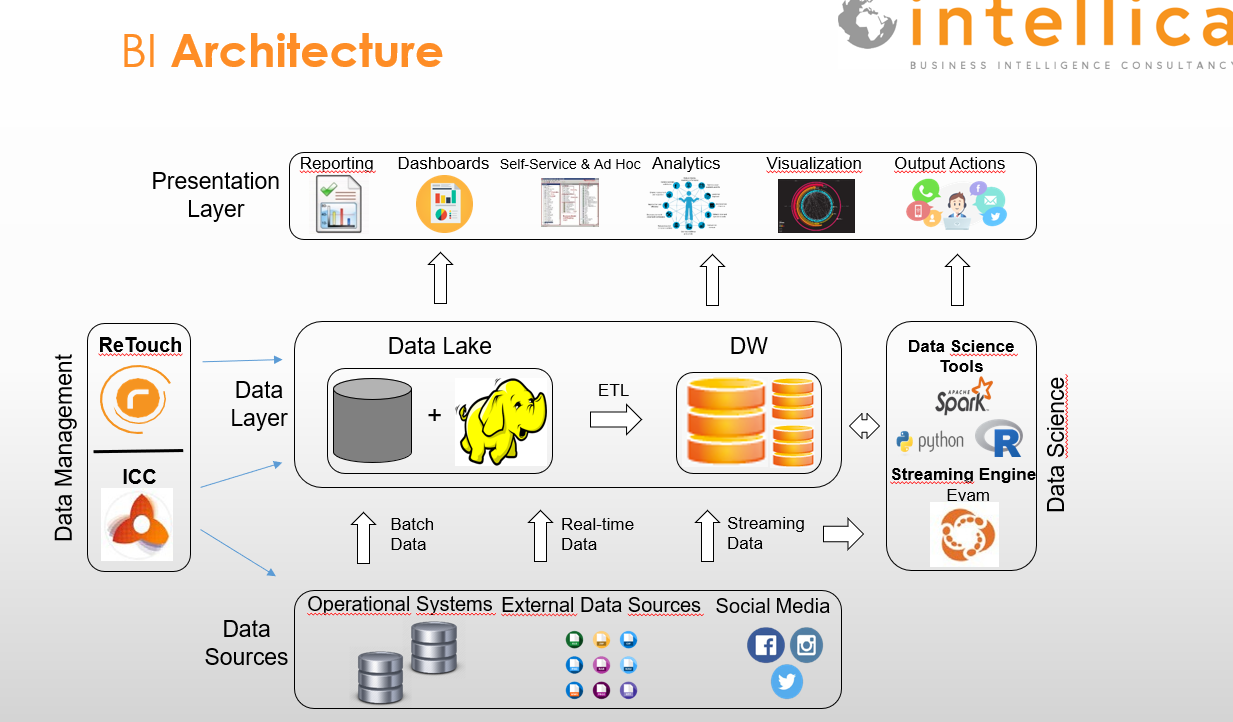 BI Architecture
intellica
BUSINESS INTELLIGENCE CONSULTANCY
Presentation
Layer
Reporting
Dashboards
Self-Service & Ad Hoc
Analytics
Visualization
Output Actions
Data Management
ReTouch
ICC
Data
Layer
Data Lake
+
ETL
DW
Data Science
Tools
APACHE
Spark
python
R
Streaming Engine
Evam
Data Science
Batch
Data
Real-time
Data
Streaming
Data
Data
Sources
Operational Systems
External Data Sources
Social Media